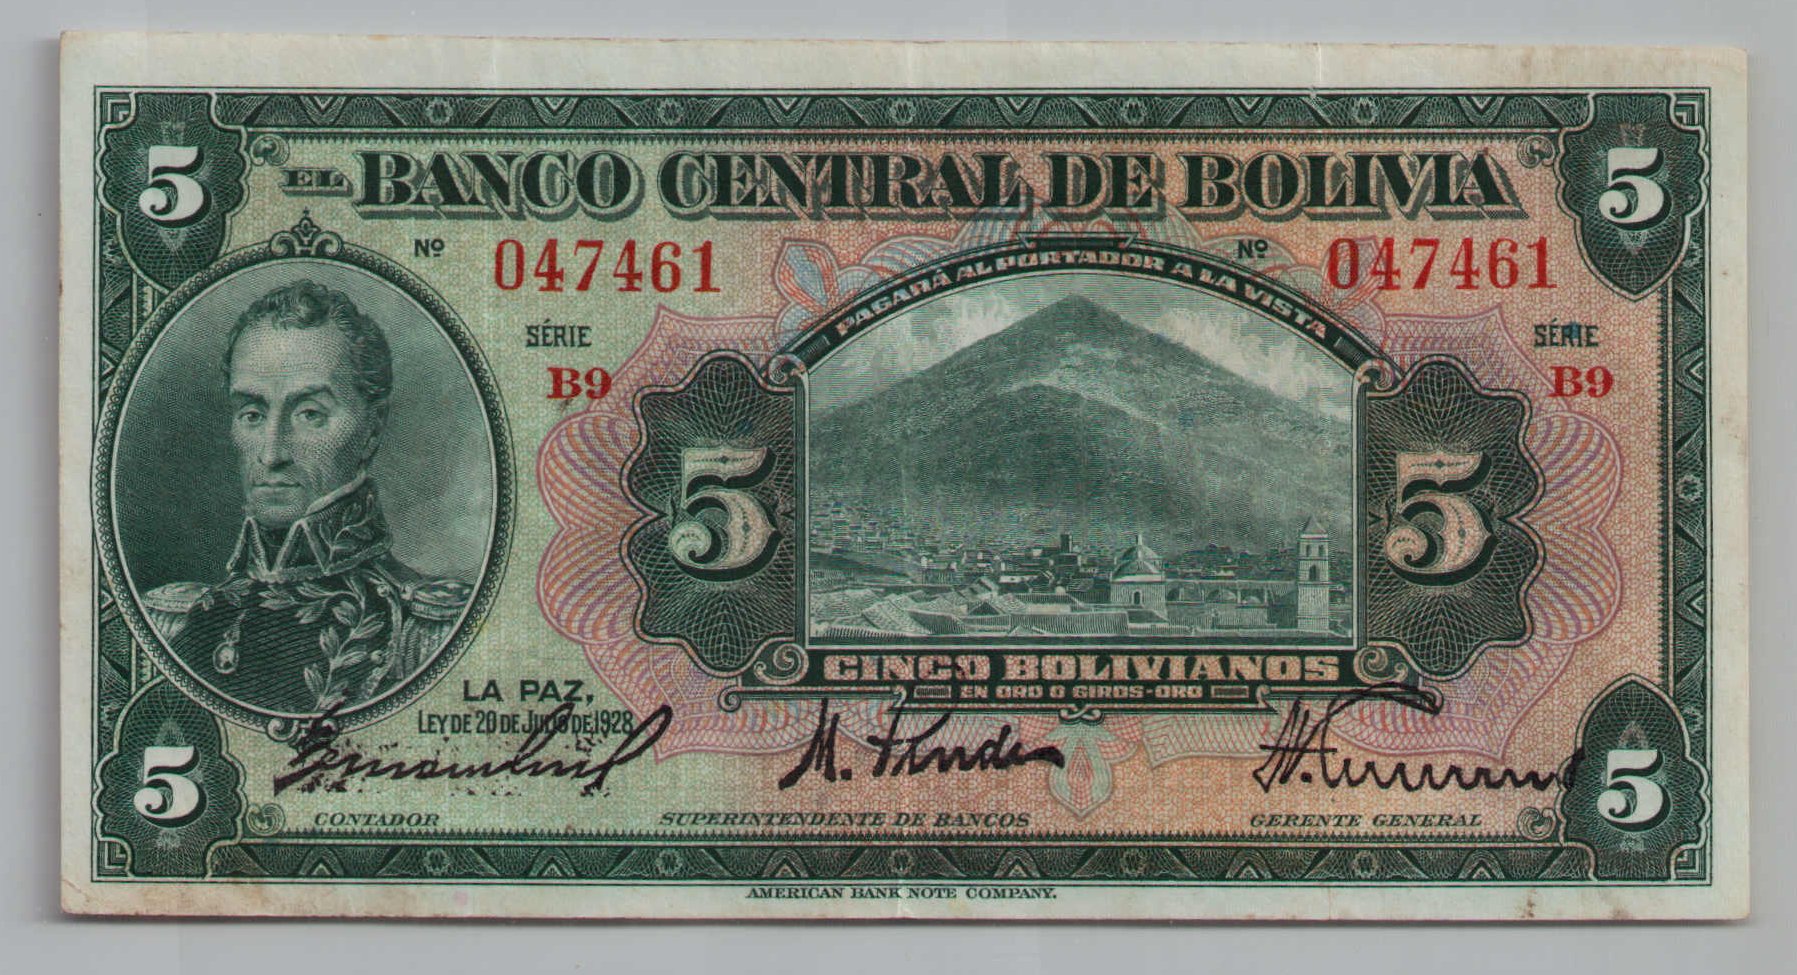 5 5
EL BANCO CENTRAL DE BOLIVIA
Nº 047461 Nº 047461
PAGARÁ AL PORTADOR A LA VISTA
SÉRIE SÉRIE
B9 B9
5 5
CINCO BOLIVIANOS
EN ORO O GIROS-ORO
LA PAZ,
LEY DE 20 DE JULIO DE 1928
5 5
CONTADOR SUPERINTENDENTE DE BANCOS GERENTE GENERAL
AMERICAN BANK NOTE COMPANY.